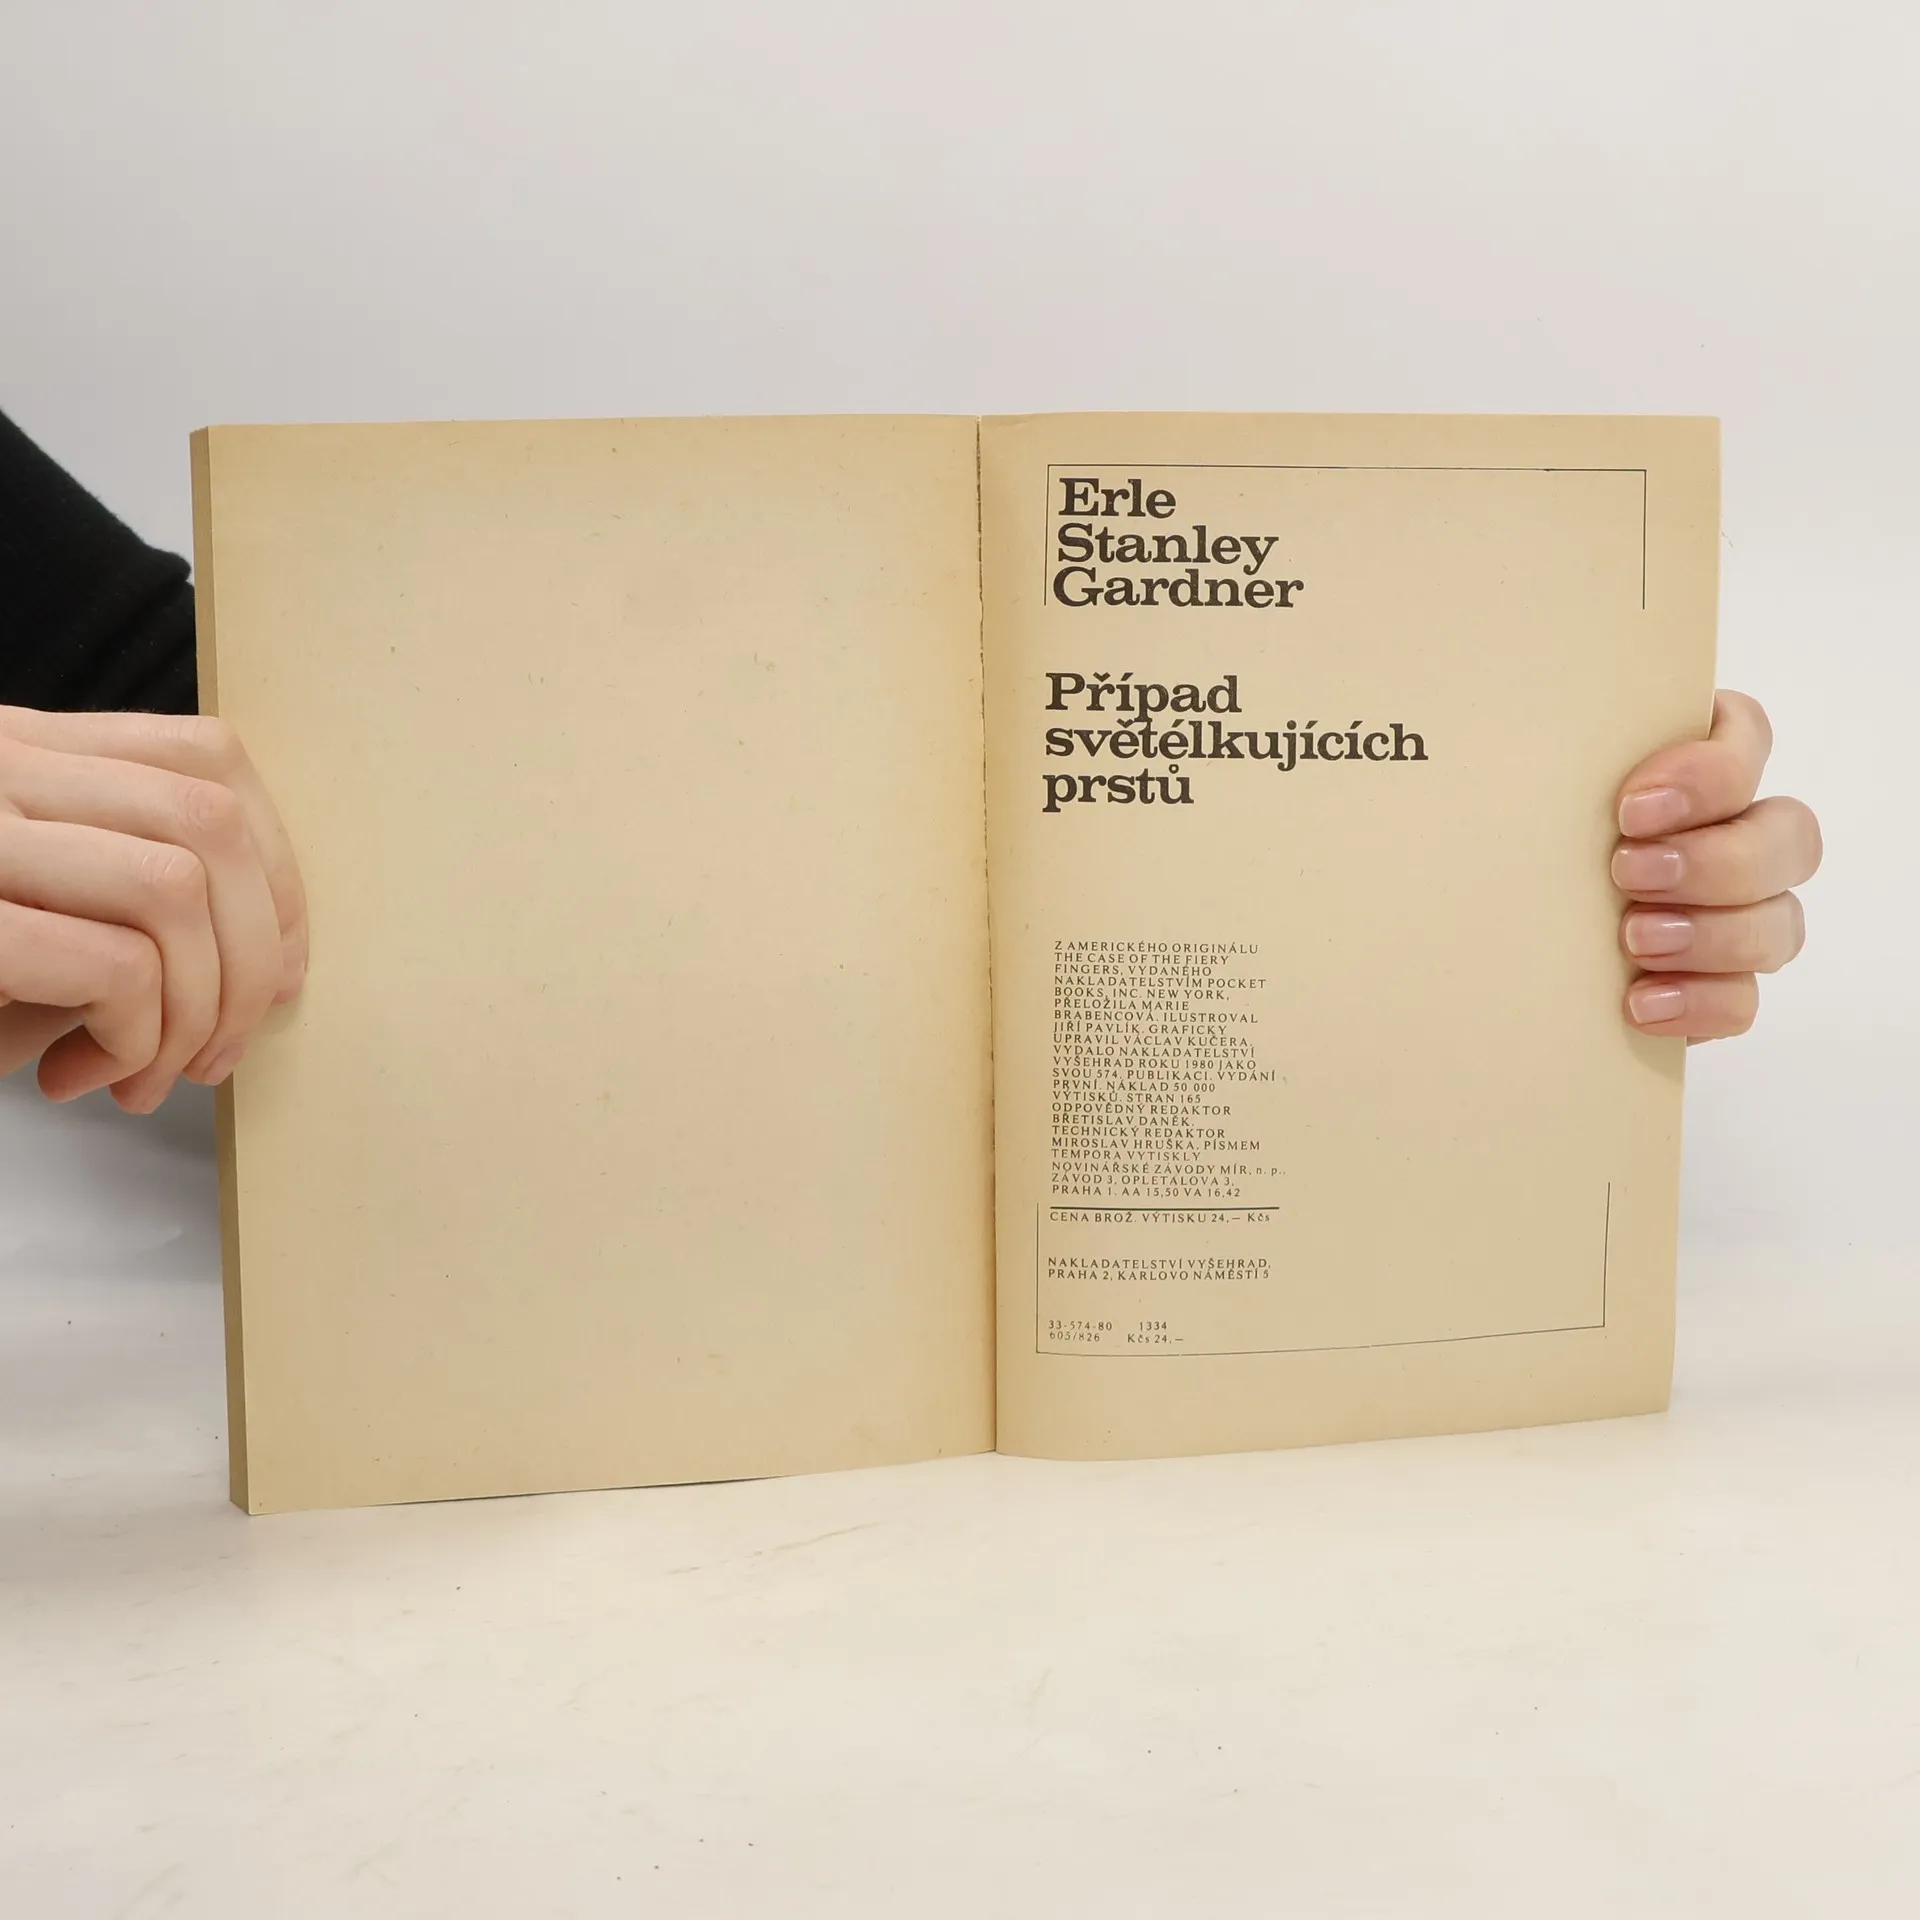 Erle
Stanley
Gardner
Případ
světélkujících
prstů
Z AMERICKÉHO ORIGINÁLU
THE CASE OF THE FIERY
FINGERS, VYDANÉHO
NAKLADATELSTVÍM POCKET
BOOKS, INC. NEW YORK,
PŘELOŽILA MARIE
BRABENCOVÁ. ILUSTROVAL
JIŘÍ PAVLÍK. GRAFICKY
UPRAVIL VÁCLAV KUČERA.
VYDALO NAKLADATELSTVÍ
VYŠEHRAD ROKU 1980 JAKO
SVOU 574. PUBLIKACI. VYDÁNÍ
PRVNÍ. NÁKLAD 50 000
VÝTISKŮ. STRAN 165
ODPOVĚDNÝ REDAKTOR
BŘETISLAV DANĚK.
TECHNICKÝ REDAKTOR
MIROSLAV HRUŠKA. PÍSMEM
TEMPORA VYTISKLY
NOVINÁŘSKÉ ZÁVODY MÍR, n. p.,
ZÁVOD 3, OPLETALOVA 3,
PRAHA 1. AA 15,50 VA 16,42
CENA BROŽ. VÝTISKU 24,— Kčs
NAKLADATELSTVÍ VYŠEHRAD,
PRAHA 2, KARLOVO NÁMĚSTÍ 5
33-574-80 1334
605/826 Kčs 24,—